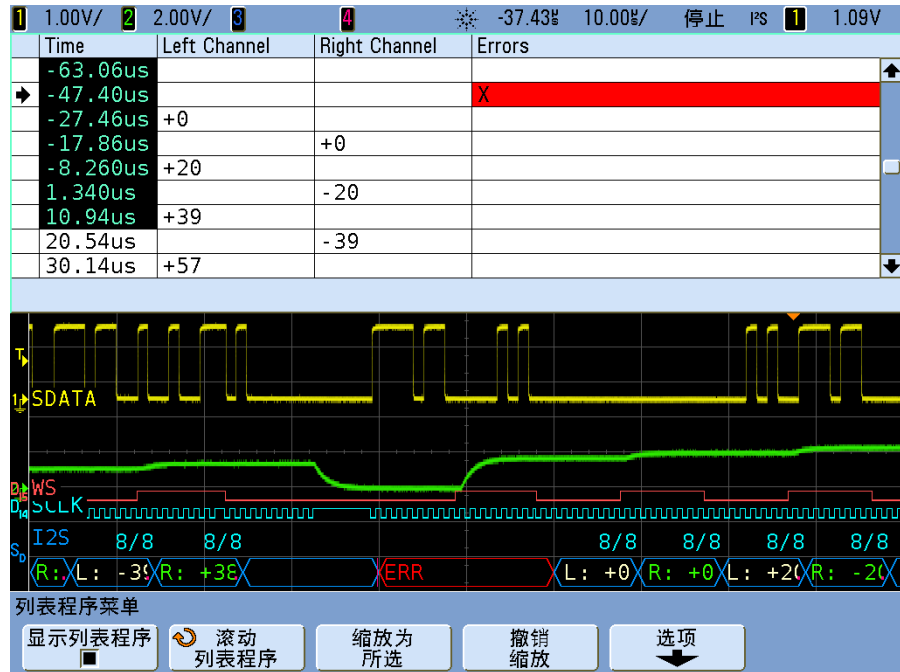 1 1.00V/ 2 2.00V/ 3 4 -37.43us 10.00us/ 停止 I²S 1 1.09V
Time Left Channel Right Channel Errors
-63.06us
-47.40us X
-27.46us +0
-17.86us +0
-8.260us +20
1.340us -20
10.94us +39
20.54us -39
30.14us +57
T
1 SDATA
WS
D14 SCLK
I2S 8/8 8/8 8/8 8/8 8/8 8/8
R: L: -39 R: +38 ERR L: +0 R: +0 L: +20 R: -20
列表程序菜单
显示列表程序 滚动 缩放为 撤销 选项
列表程序 所选 缩放